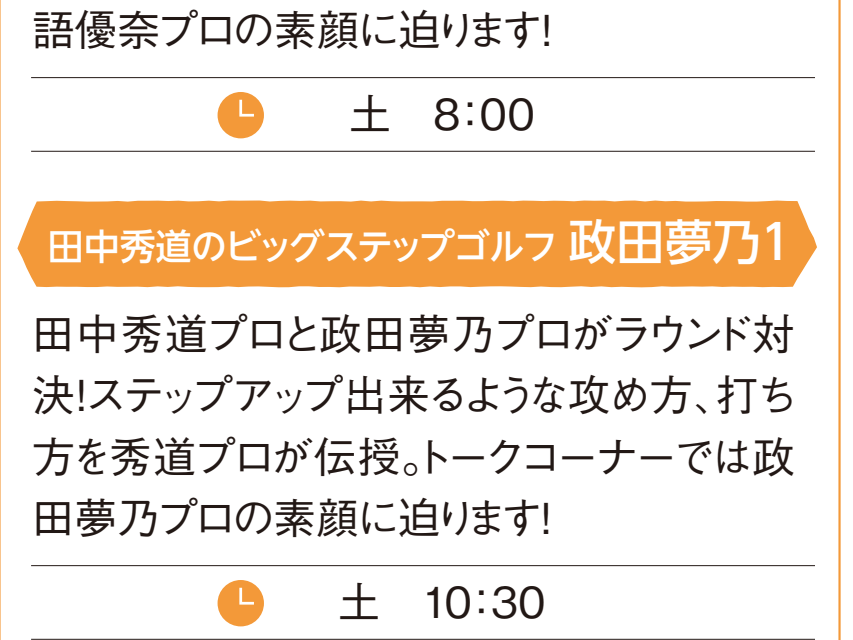 語優奈プロの素顔に迫ります!
土 8:00
田中秀道のビッグステップゴルフ 政田夢乃1
田中秀道プロと政田夢乃プロがラウンド対
決!ステップアップ出来るような攻め方、打ち
方を秀道プロが伝授。トークコーナーでは政
田夢乃プロの素顔に迫ります!
土 10:30